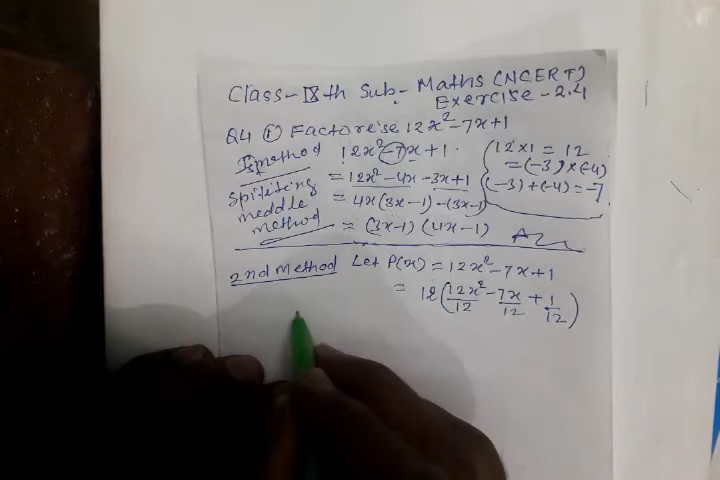 Class-IXth Sub- Maths (NCERT)
Exercise-2.4
Q4 ① Factorise 12x²-7x+1
Ist method 12x²-7x+1.
= 12x²-4x-3x+1
= 4x(3x-1)-(3x-1)
= (3x-1)(4x-1)
Spliteting
meddle
method
12×1 = 12
= (-3)×(-4)
(-3)+(-4) = -7
2nd method Let P(x) = 12x²-7x+1
= 12(12x²/12 - 7x/12 + 1/12)